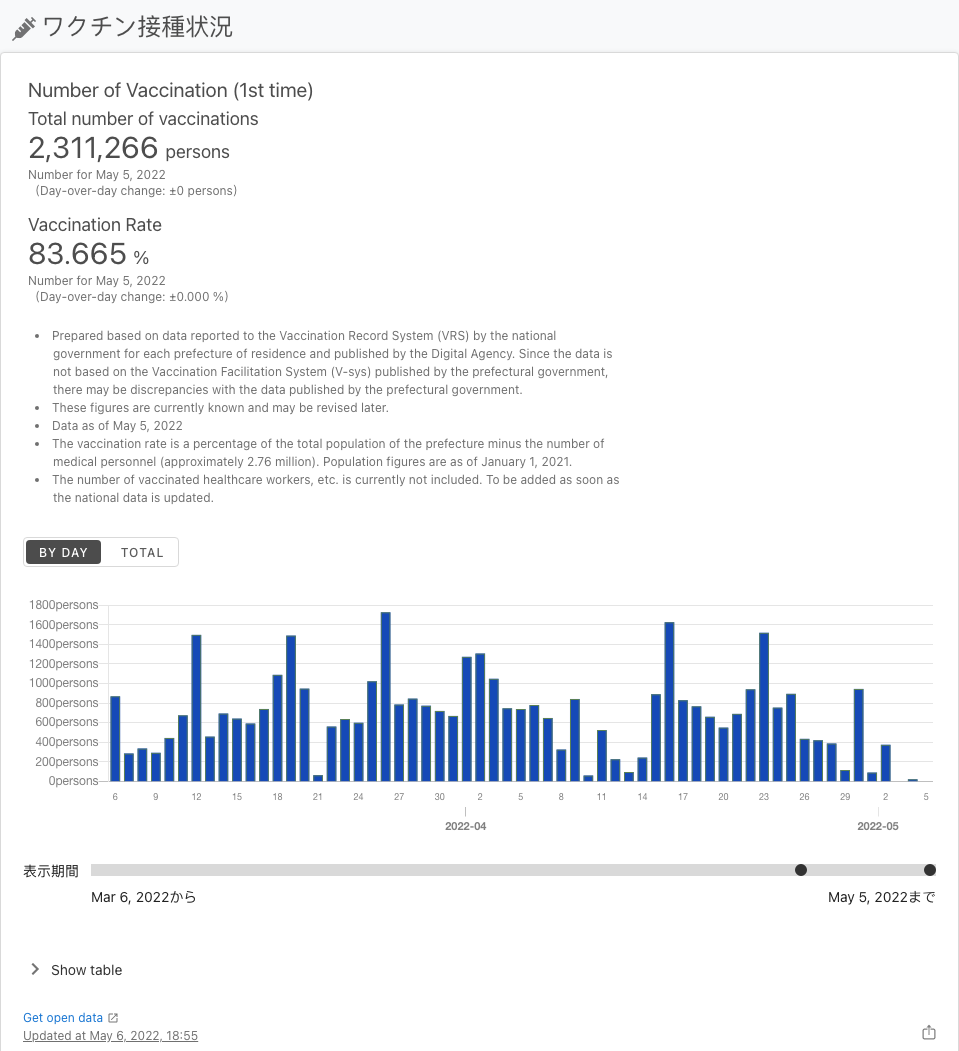 ワクチン接種状況
Number of Vaccination (1st time)
Total number of vaccinations
2,311,266 persons
Number for May 5, 2022
(Day-over-day change: ±0 persons)
Vaccination Rate
83.665 %
Number for May 5, 2022
(Day-over-day change: ±0.000 %)
• Prepared based on data reported to the Vaccination Record System (VRS) by the national
government for each prefecture of residence and published by the Digital Agency. Since the data is
not based on the Vaccination Facilitation System (V-sys) published by the prefectural government,
there may be discrepancies with the data published by the prefectural government.
• These figures are currently known and may be revised later.
• Data as of May 5, 2022
• The vaccination rate is a percentage of the total population of the prefecture minus the number of
medical personnel (approximately 2.76 million). Population figures are as of January 1, 2021.
• The number of vaccinated healthcare workers, etc. is currently not included. To be added as soon as
the national data is updated.
BY DAY TOTAL
1800persons
1600persons
1400persons
1200persons
1000persons
800persons
600persons
400persons
200persons
0persons
6 9 12 15 18 21 24 27 30 2 5 8 11 14 17 20 23 26 29 2 5
2022-04 2022-05
表示期間
Mar 6, 2022から May 5, 2022まで
Show table
Get open data
Updated at May 6, 2022, 18:55